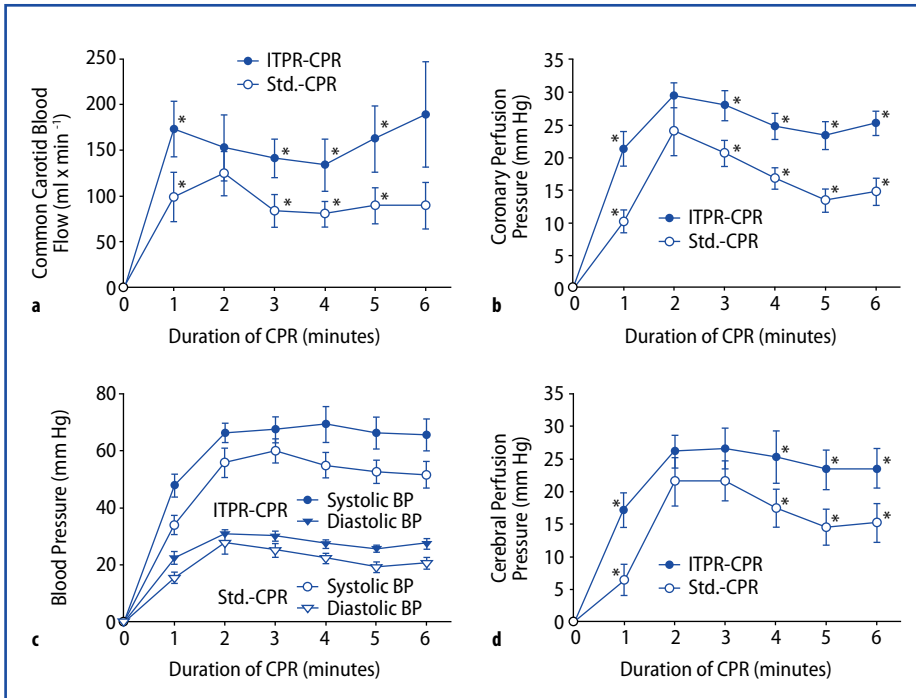 250
200
150
100
50
0
Common Carotid Blood
Flow (ml x min -1)
ITPR-CPR
Std.-CPR
*
*
*
*
*
*
*
*
0 1 2 3 4 5 6
a
Duration of CPR (minutes)
35
30
25
20
15
10
5
0
Coronary Perfusion
Pressure (mm Hg)
*
*
*
*
*
*
*
*
*
*
ITPR-CPR
Std.-CPR
0 1 2 3 4 5 6
b
Duration of CPR (minutes)
80
60
40
20
0
Blood Pressure (mm Hg)
ITPR-CPR
Systolic BP
Diastolic BP
Std.-CPR
Systolic BP
Diastolic BP
0 1 2 3 4 5 6
c
Duration of CPR (minutes)
35
30
25
20
15
10
5
0
Cerebral Perfusion
Pressure (mm Hg)
*
*
*
*
*
*
*
*
ITPR-CPR
Std.-CPR
0 1 2 3 4 5 6
d
Duration of CPR (minutes)